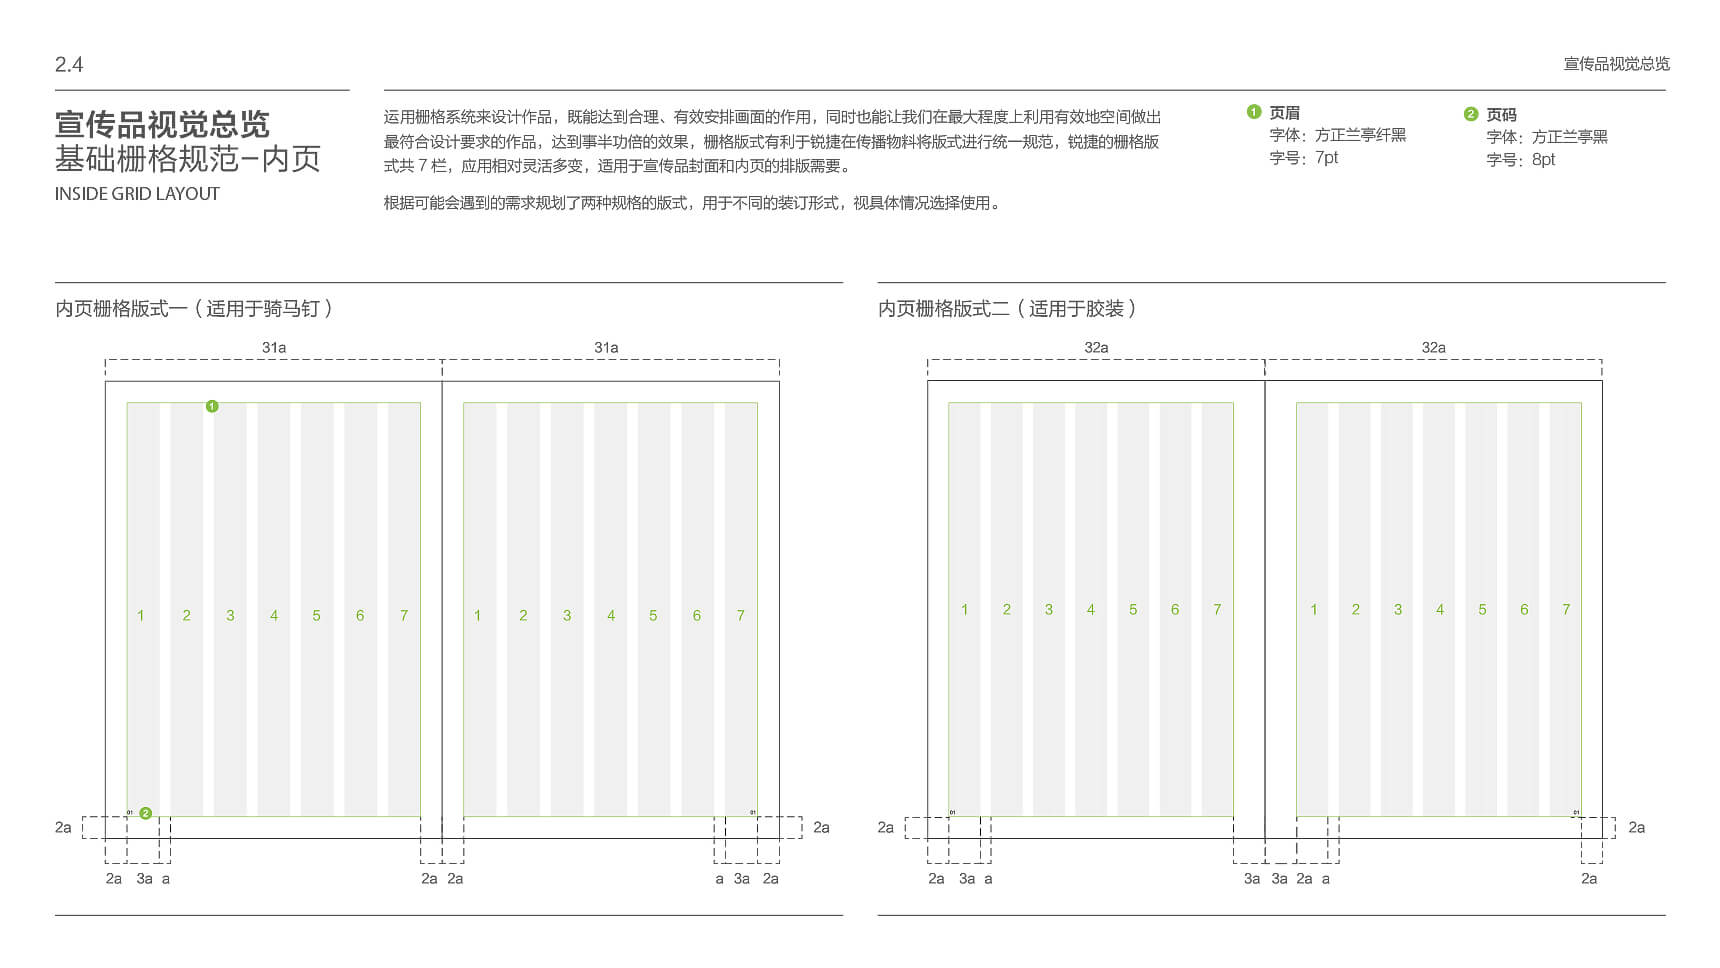 2.4
宣传品视觉总览
宣传品视觉总览
基础栅格规范-内页
INSIDE GRID LAYOUT
运用栅格系统来设计作品，既能达到合理、有效安排画面的作用，同时也能让我们在最大程度上利用有效地空间做出
最符合设计要求的作品，达到事半功倍的效果，栅格版式有利于锐捷在传播物料将版式进行统一规范，锐捷的栅格版
式共 7 栏，应用相对灵活多变，适用于宣传品封面和内页的排版需要。
根据可能会遇到的需求规划了两种规格的版式，用于不同的装订形式，视具体情况选择使用。
1 页眉
字体：方正兰亭纤黑
字号：7pt
2 页码
字体：方正兰亭黑
字号：8pt
内页栅格版式一（适用于骑马钉）
31a 31a
1
1 2 3 4 5 6 7 1 2 3 4 5 6 7
2
2a 2a
2a 3a a 2a 2a a 3a 2a
内页栅格版式二（适用于胶装）
32a 32a
1 2 3 4 5 6 7 1 2 3 4 5 6 7
2a 2a
2a 3a a 3a 3a 2a a 2a